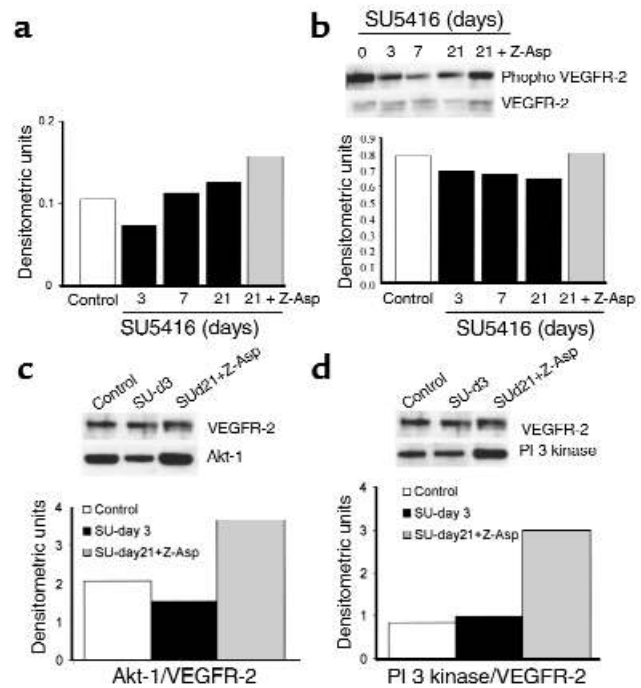 a
Densitometric units
0.2
0.1
0
Control 3 7 21 21 + Z-Asp
SU5416 (days)
b
SU5416 (days)
0 3 7 21 21 + Z-Asp
Phopho VEGFR-2
VEGFR-2
Densitometric units
0.9
0.8
0.7
0.6
0.5
0.4
0.3
0.2
0.1
0.0
Control 3 7 21 21 + Z-Asp
SU5416 (days)
c
Control SU-d3 SUd21+Z-Asp
VEGFR-2
Akt-1
Densitometric units
4
3
2
1
0
Control
SU-day 3
SU-day21+Z-Asp
Akt-1/VEGFR-2
d
Control SU-d3 SUd21+Z-Asp
VEGFR-2
PI 3 kinase
Densitometric units
4
3
2
1
0
Control
SU-day 3
SU-day21+Z-Asp
PI 3 kinase/VEGFR-2